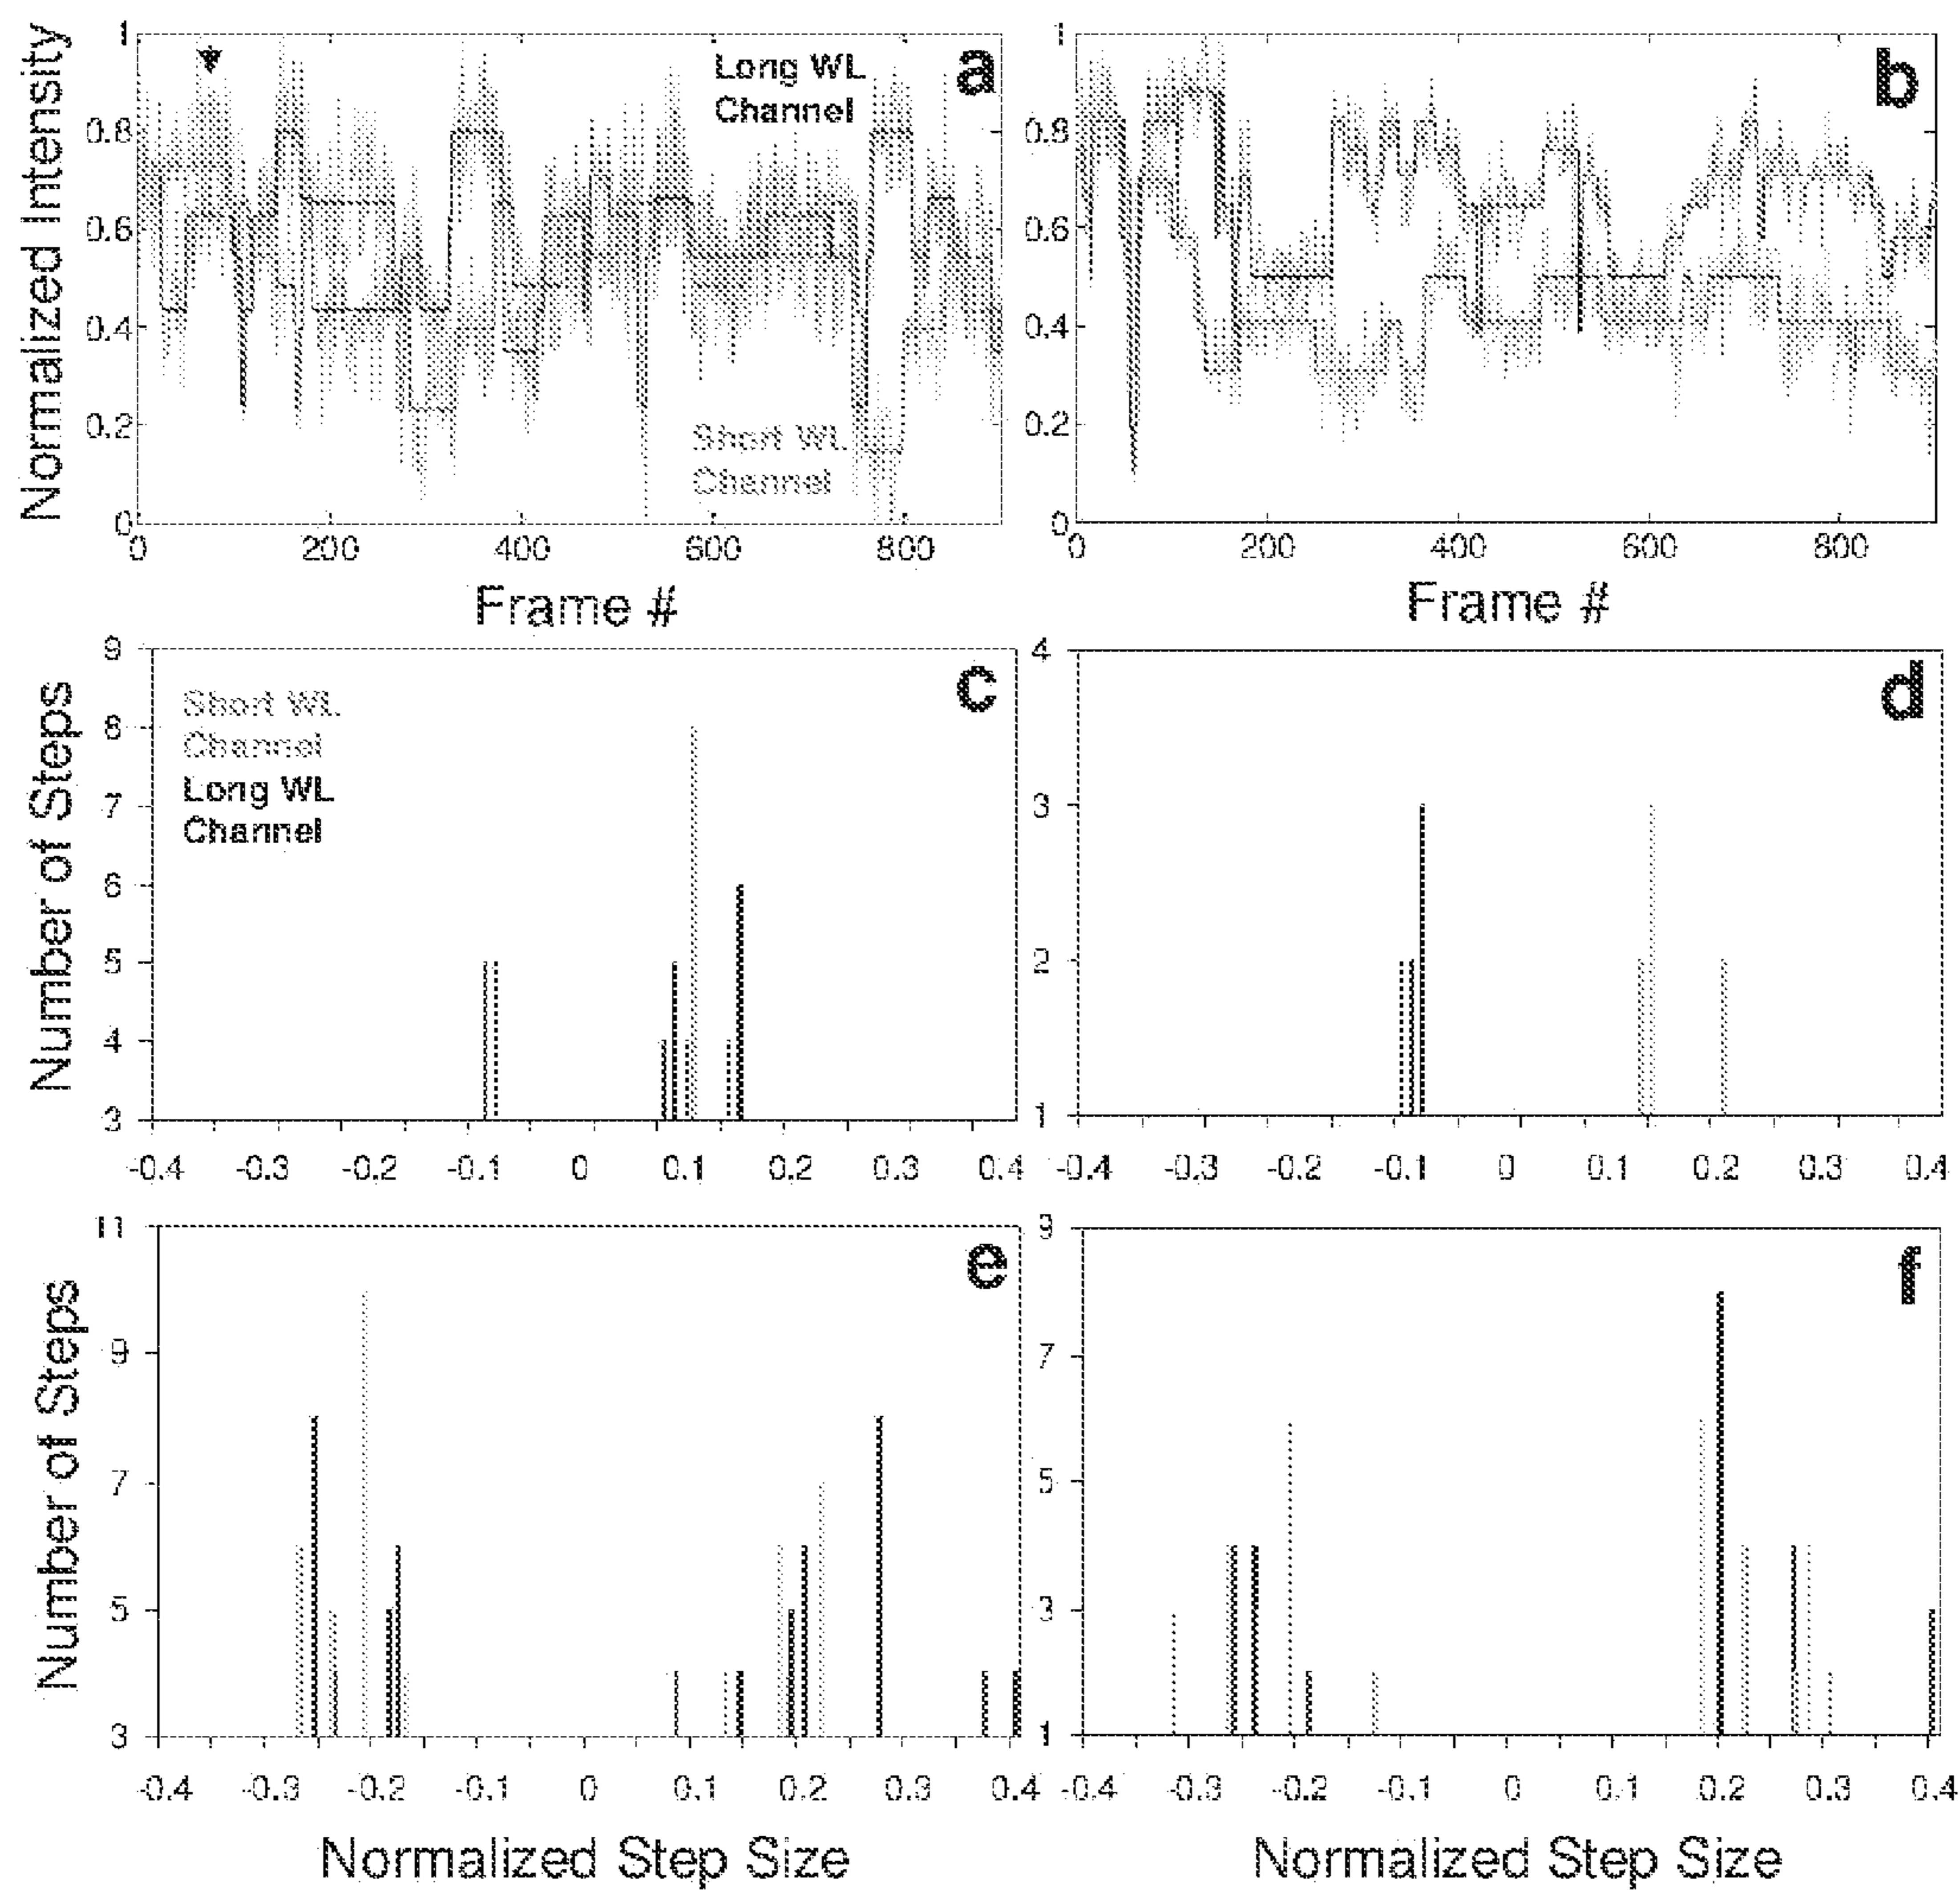 Normalized Intensity
1
0.8
0.6
0.4
0.2
0
Long WL
Channel
a
Short WL
Channel
0 200 400 600 800
Frame #
1
0.8
0.6
0.4
0.2
0
b
0 200 400 600 800
Frame #
Number of Steps
9
8
7
6
5
4
3
Short WL
Channel
Long WL
Channel
c
-0.4 -0.3 -0.2 -0.1 0 0.1 0.2 0.3 0.4
4
3
2
1
d
-0.4 -0.3 -0.2 -0.1 0 0.1 0.2 0.3 0.4
Number of Steps
11
9
7
5
3
e
-0.4 -0.3 -0.2 -0.1 0 0.1 0.2 0.3 0.4
Normalized Step Size
9
7
5
3
1
f
-0.4 -0.3 -0.2 -0.1 0 0.1 0.2 0.3 0.4
Normalized Step Size